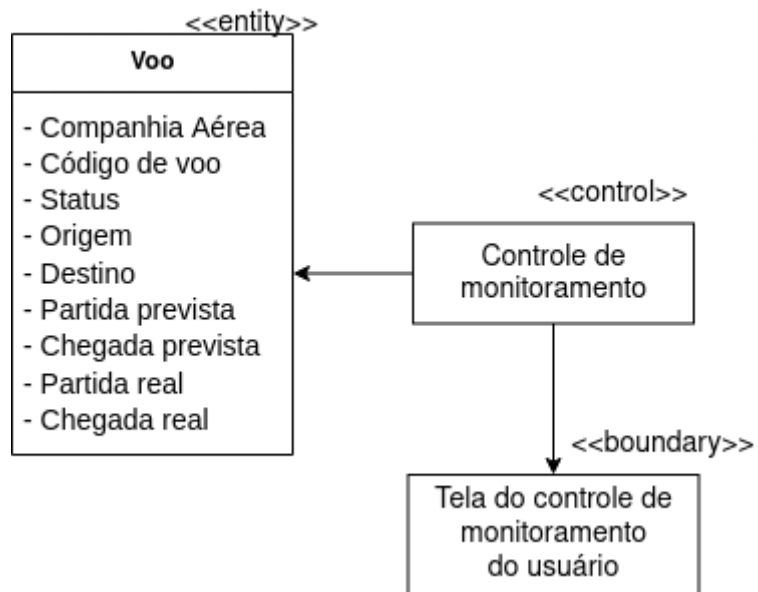 <<entity>>
Voo
- Companhia Aérea
- Código de voo
- Status
- Origem
- Destino
- Partida prevista
- Chegada prevista
- Partida real
- Chegada real
<<control>>
Controle de
monitoramento
<<boundary>>
Tela do controle de
monitoramento
do usuário